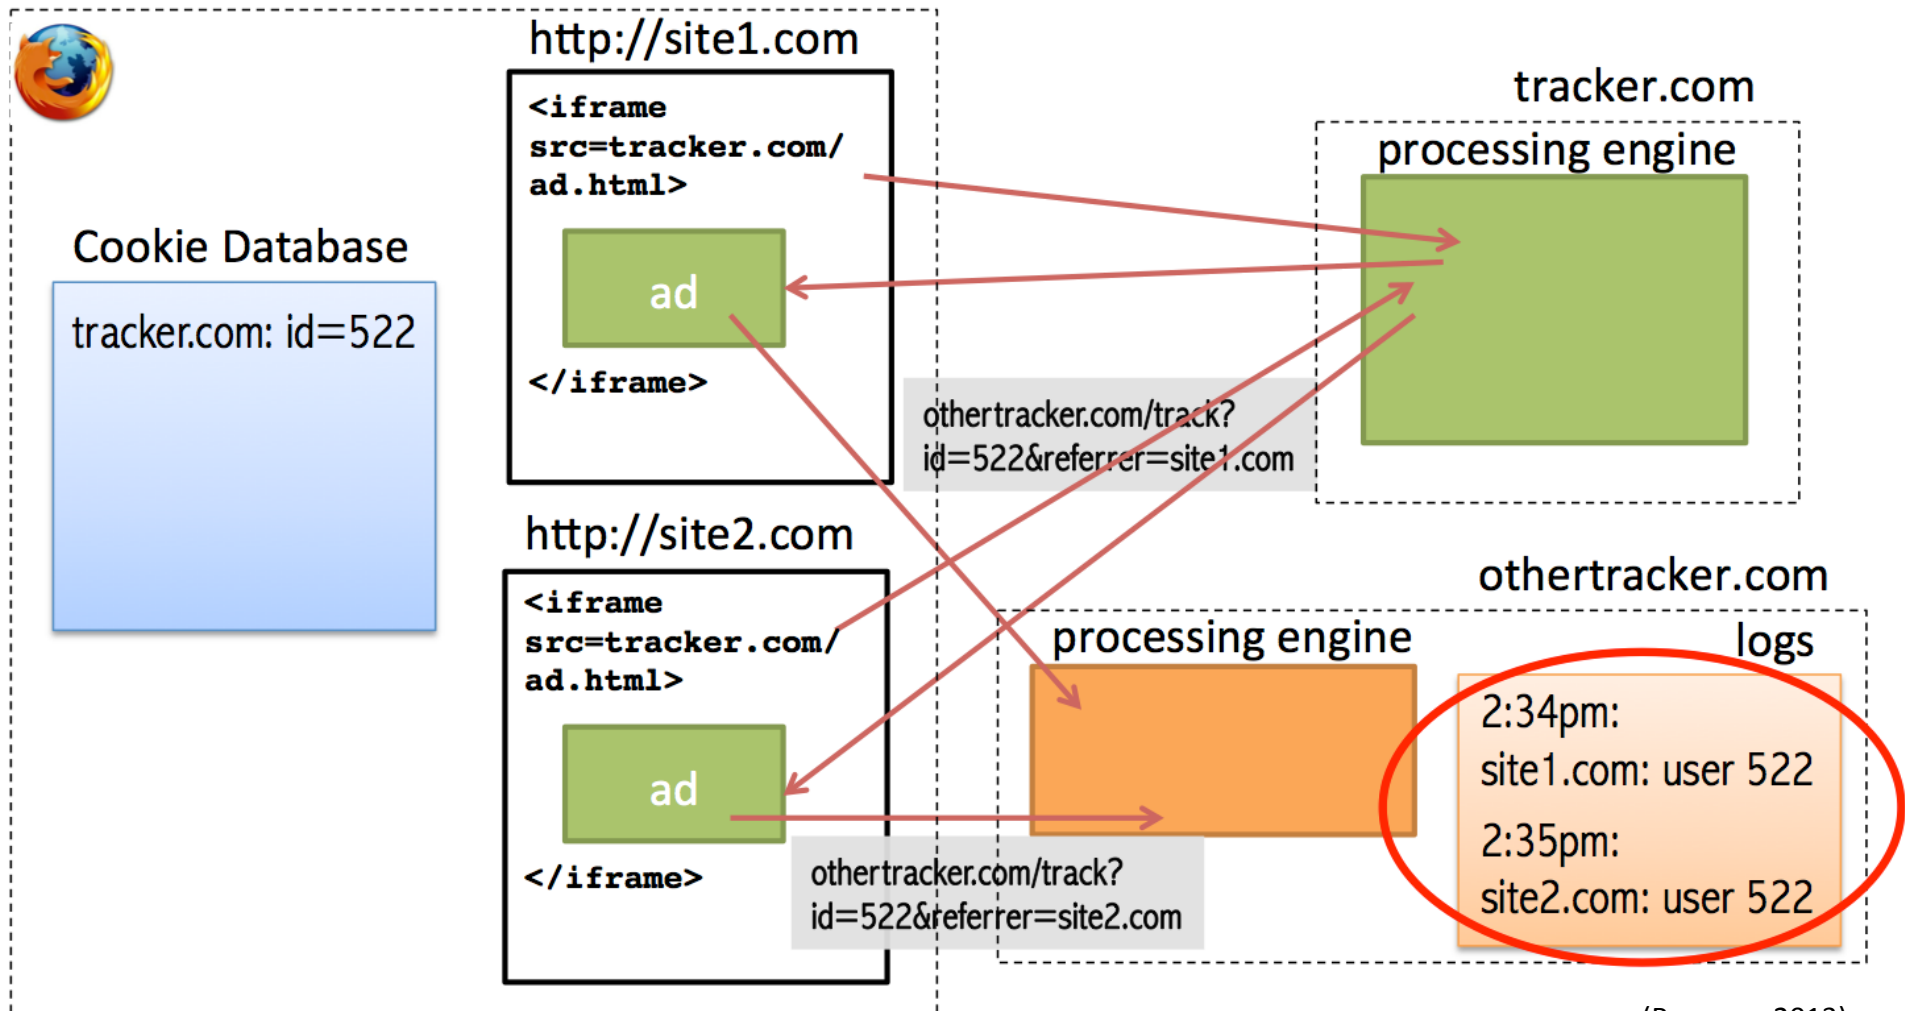 http://site1.com
<iframe
src=tracker.com/
ad.html>
ad
</iframe>
Cookie Database
tracker.com: id=522
tracker.com
processing engine
othertracker.com/track?
id=522&referrer=site1.com
http://site2.com
<iframe
src=tracker.com/
ad.html>
ad
</iframe>
othertracker.com/track?
id=522&referrer=site2.com
othertracker.com
processing engine
logs
2:34pm:
site1.com: user 522
2:35pm:
site2.com: user 522